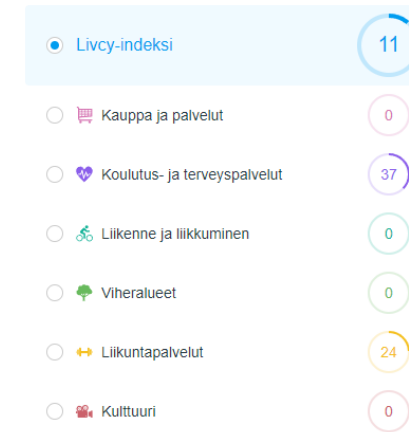 Livcy-indeksi 11
Kauppa ja palvelut 0
Koulutus- ja terveyspalvelut 37
Liikenne ja liikkuminen 0
Viheralueet 0
Liikuntapalvelut 24
Kulttuuri 0